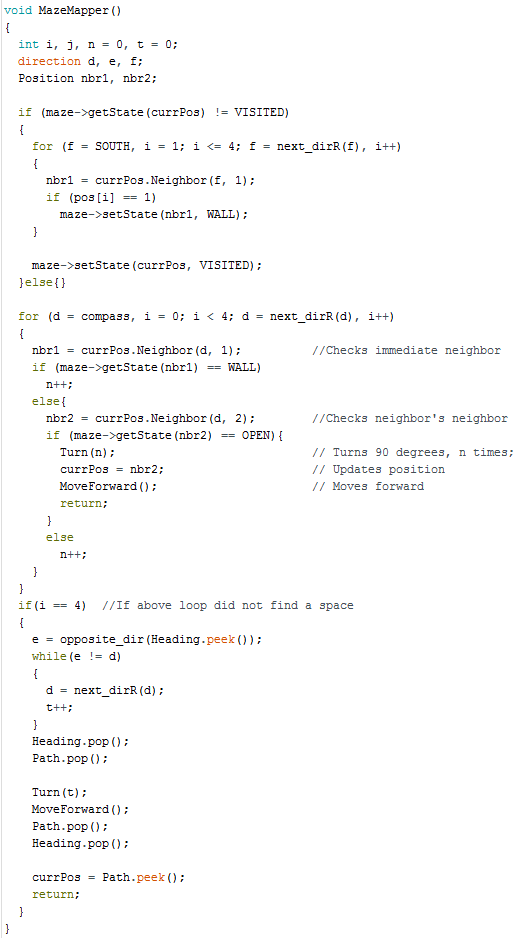 void MazeMapper()
{
  int i, j, n = 0, t = 0;
  direction d, e, f;
  Position nbr1, nbr2;

  if (maze->getState(currPos) != VISITED)
  {
    for (f = SOUTH, i = 1; i <= 4; f = next_dirR(f), i++)
    {
      nbr1 = currPos.Neighbor(f, 1);
      if (pos[i] == 1)
        maze->setState(nbr1, WALL);
    }

    maze->setState(currPos, VISITED);
  }else{}

  for (d = compass, i = 0; i < 4; d = next_dirR(d), i++)
  {
    nbr1 = currPos.Neighbor(d, 1);          //Checks immediate neighbor
    if (maze->getState(nbr1) == WALL)
      n++;
    else{
      nbr2 = currPos.Neighbor(d, 2);        //Checks neighbor's neighbor
      if (maze->getState(nbr2) == OPEN){
        Turn(n);                            // Turns 90 degrees, n times;
        currPos = nbr2;                     // Updates position
        MoveForward();                      // Moves forward
        return;
      }
      else
        n++;
    }
  }
  if(i == 4)  //If above loop did not find a space
  {
    e = opposite_dir(Heading.peek());
    while(e != d)
    {
      d = next_dirR(d);
      t++;
    }
    Heading.pop();
    Path.pop();

    Turn(t);
    MoveForward();
    Path.pop();
    Heading.pop();

    currPos = Path.peek();
    return;
  }
}